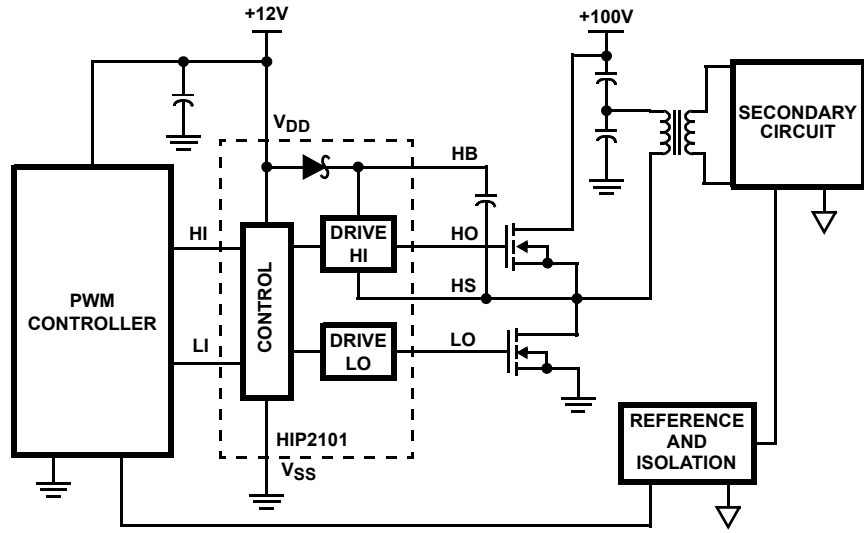 +12V
+100V
SECONDARY
CIRCUIT
VDD
HB
HI
DRIVE
HI
HO
PWM
CONTROLLER
CONTROL
HS
LI
DRIVE
LO
LO
HIP2101
VSS
REFERENCE
AND
ISOLATION